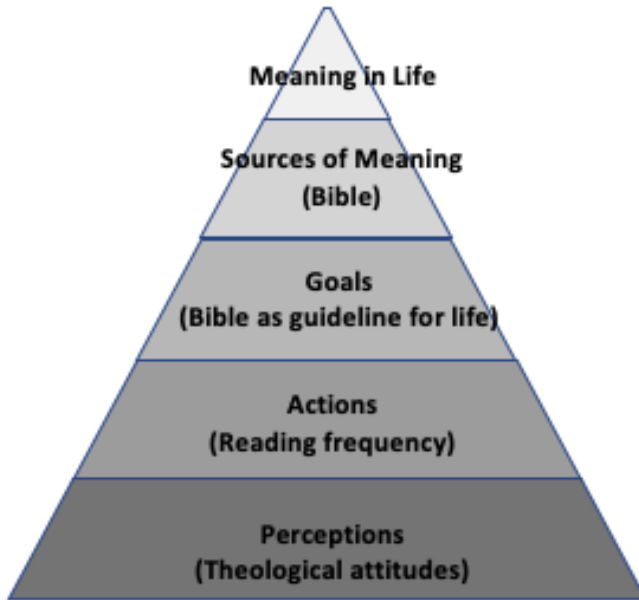 Meaning in Life
Sources of Meaning
(Bible)
Goals
(Bible as guideline for life)
Actions
(Reading frequency)
Perceptions
(Theological attitudes)